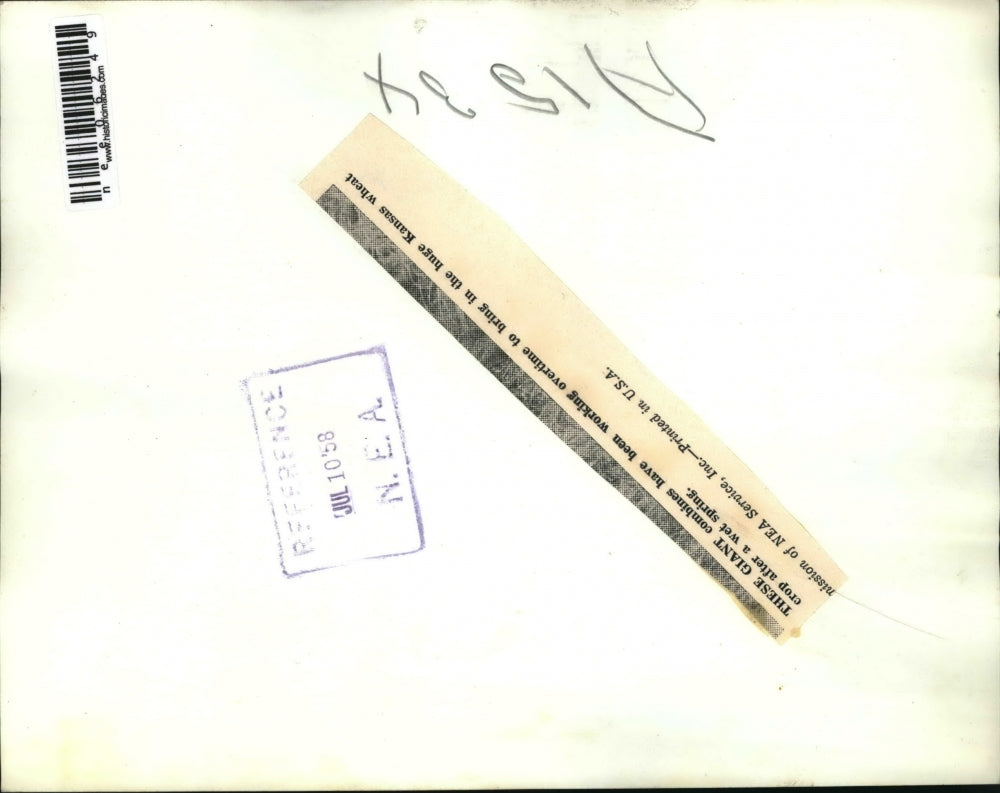 THESE GIANT combines have been working overtime to bring in the huge Kansas wheat
crop after a wet spring.
mission of NEA Service, Inc.—Printed in U.S.A.
REFERENCE
JUL 10'58
N. E. A.
www.historicimages.com